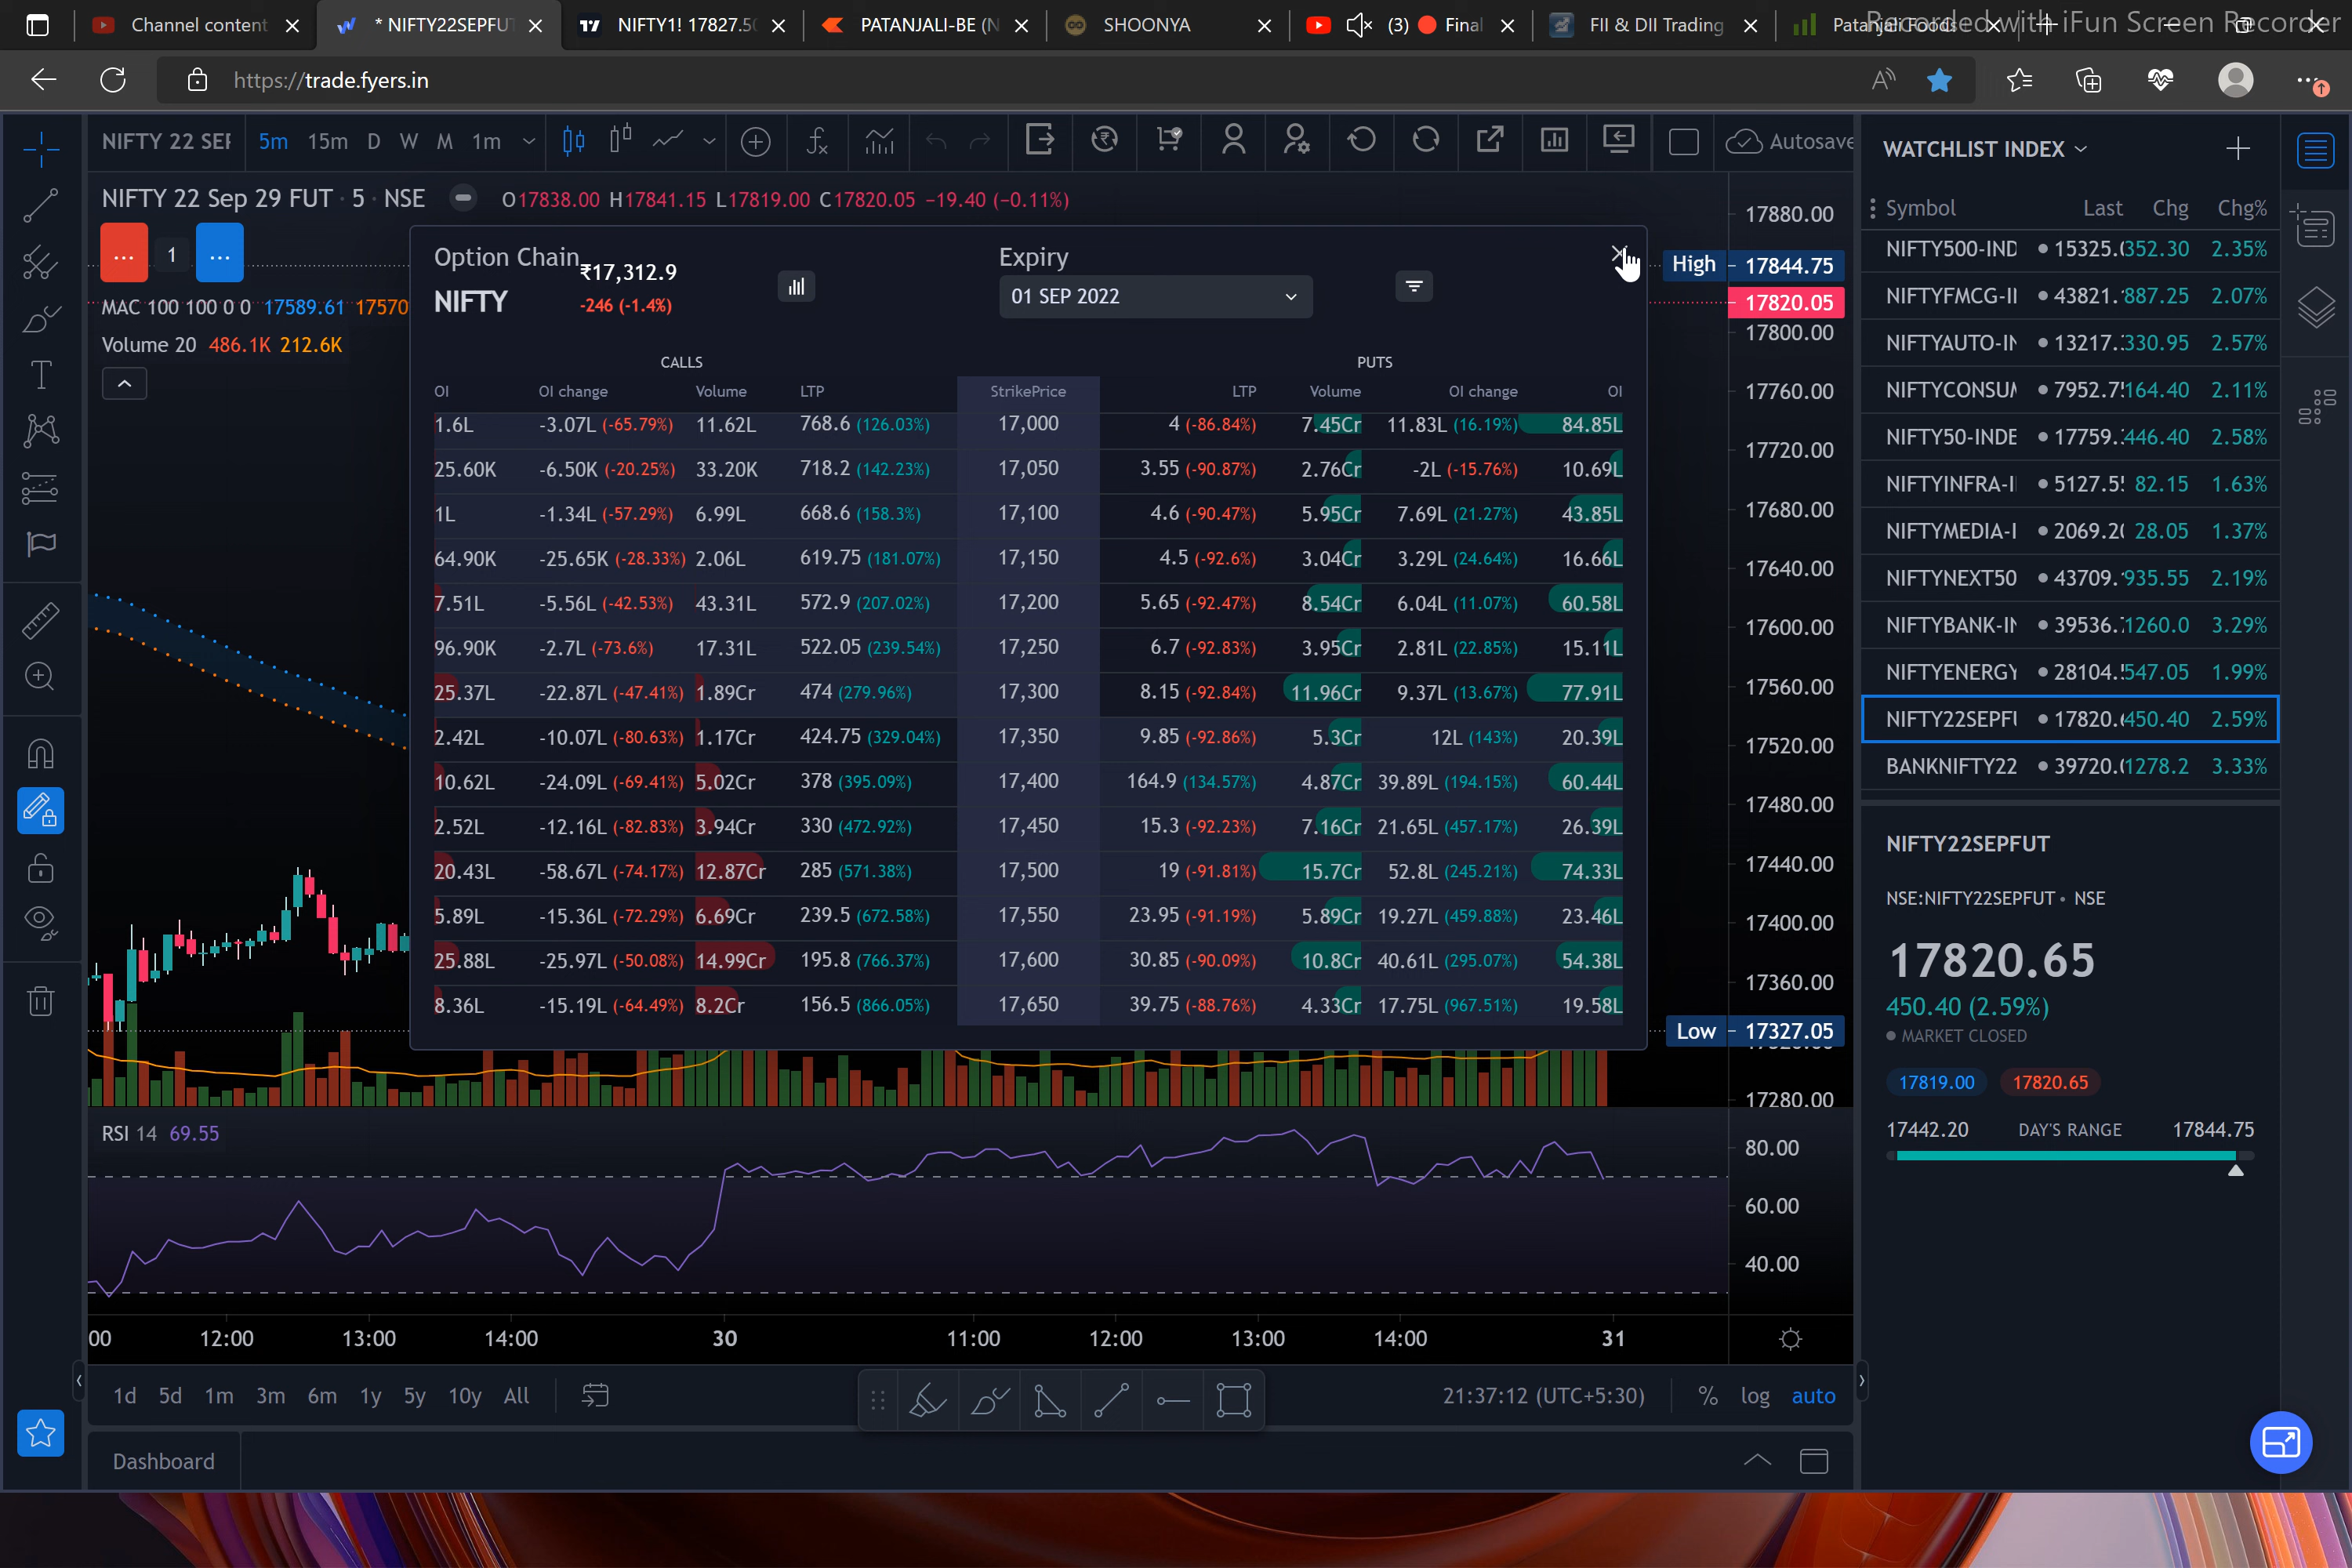 Channel content
* NIFTY22SEPFUT
NIFTY1! 17827.50
PATANJALI-BE (N
SHOONYA
(3) Final
FII & DII Trading
Patanjali Foods
Recorded with iFun Screen Recorder
https://trade.fyers.in
NIFTY 22 SEP
5m 15m D W M 1m
Autosave
NIFTY 22 Sep 29 FUT · 5 · NSE O17838.00 H17841.15 L17819.00 C17820.05 −19.40 (−0.11%)
... 1 ...
MAC 100 100 0 0 17589.61 17570
Volume 20 486.1K 212.6K
Option Chain
NIFTY
₹17,312.9
-246 (-1.4%)
Expiry
01 SEP 2022
CALLS PUTS
OI OI change Volume LTP StrikePrice LTP Volume OI change OI
1.6L -3.07L (-65.79%) 11.62L 768.6 (126.03%) 17,000 4 (-86.84%) 7.45Cr 11.83L (16.19%) 84.85L
25.60K -6.50K (-20.25%) 33.20K 718.2 (142.23%) 17,050 3.55 (-90.87%) 2.76Cr -2L (-15.76%) 10.69L
1L -1.34L (-57.29%) 6.99L 668.6 (158.3%) 17,100 4.6 (-90.47%) 5.95Cr 7.69L (21.27%) 43.85L
64.90K -25.65K (-28.33%) 2.06L 619.75 (181.07%) 17,150 4.5 (-92.6%) 3.04Cr 3.29L (24.64%) 16.66L
7.51L -5.56L (-42.53%) 43.31L 572.9 (207.02%) 17,200 5.65 (-92.47%) 8.54Cr 6.04L (11.07%) 60.58L
96.90K -2.7L (-73.6%) 17.31L 522.05 (239.54%) 17,250 6.7 (-92.83%) 3.95Cr 2.81L (22.85%) 15.11L
25.37L -22.87L (-47.41%) 1.89Cr 474 (279.96%) 17,300 8.15 (-92.84%) 11.96Cr 9.37L (13.67%) 77.91L
2.42L -10.07L (-80.63%) 1.17Cr 424.75 (329.04%) 17,350 9.85 (-92.86%) 5.3Cr 12L (143%) 20.39L
10.62L -24.09L (-69.41%) 5.02Cr 378 (395.09%) 17,400 164.9 (134.57%) 4.87Cr 39.89L (194.15%) 60.44L
2.52L -12.16L (-82.83%) 3.94Cr 330 (472.92%) 17,450 15.3 (-92.23%) 7.16Cr 21.65L (457.17%) 26.39L
20.43L -58.67L (-74.17%) 12.87Cr 285 (571.38%) 17,500 19 (-91.81%) 15.7Cr 52.8L (245.21%) 74.33L
5.89L -15.36L (-72.29%) 6.69Cr 239.5 (672.58%) 17,550 23.95 (-91.19%) 5.89Cr 19.27L (459.88%) 23.46L
25.88L -25.97L (-50.08%) 14.99Cr 195.8 (766.37%) 17,600 30.85 (-90.09%) 10.8Cr 40.61L (295.07%) 54.38L
8.36L -15.19L (-64.49%) 8.2Cr 156.5 (866.05%) 17,650 39.75 (-88.76%) 4.33Cr 17.75L (967.51%) 19.58L
17880.00
High 17844.75
17820.05
17800.00
17760.00
17720.00
17680.00
17640.00
17600.00
17560.00
17520.00
17480.00
17440.00
17400.00
17360.00
Low 17327.05
17280.00
RSI 14 69.55
80.00
60.00
40.00
00 12:00 13:00 14:00 30 11:00 12:00 13:00 14:00 31
1d 5d 1m 3m 6m 1y 5y 10y All
21:37:12 (UTC+5:30) % log auto
Dashboard
WATCHLIST INDEX
Symbol Last Chg Chg%
NIFTY500-IND 15325. 352.30 2.35%
NIFTYFMCG-I 43821. 887.25 2.07%
NIFTYAUTO-IN 13217. 330.95 2.57%
NIFTYCONSUM 7952.7 164.40 2.11%
NIFTY50-INDE 17759. 446.40 2.58%
NIFTYINFRA-I 5127.5 82.15 1.63%
NIFTYMEDIA-I 2069.20 28.05 1.37%
NIFTYNEXT50 43709. 935.55 2.19%
NIFTYBANK-IN 39536. 1260.0 3.29%
NIFTYENERGY 28104. 547.05 1.99%
NIFTY22SEPFU 17820. 450.40 2.59%
BANKNIFTY22 39720. 1278.2 3.33%
NIFTY22SEPFUT
NSE:NIFTY22SEPFUT • NSE
17820.65
450.40 (2.59%)
MARKET CLOSED
17819.00 17820.65
17442.20 DAY'S RANGE 17844.75